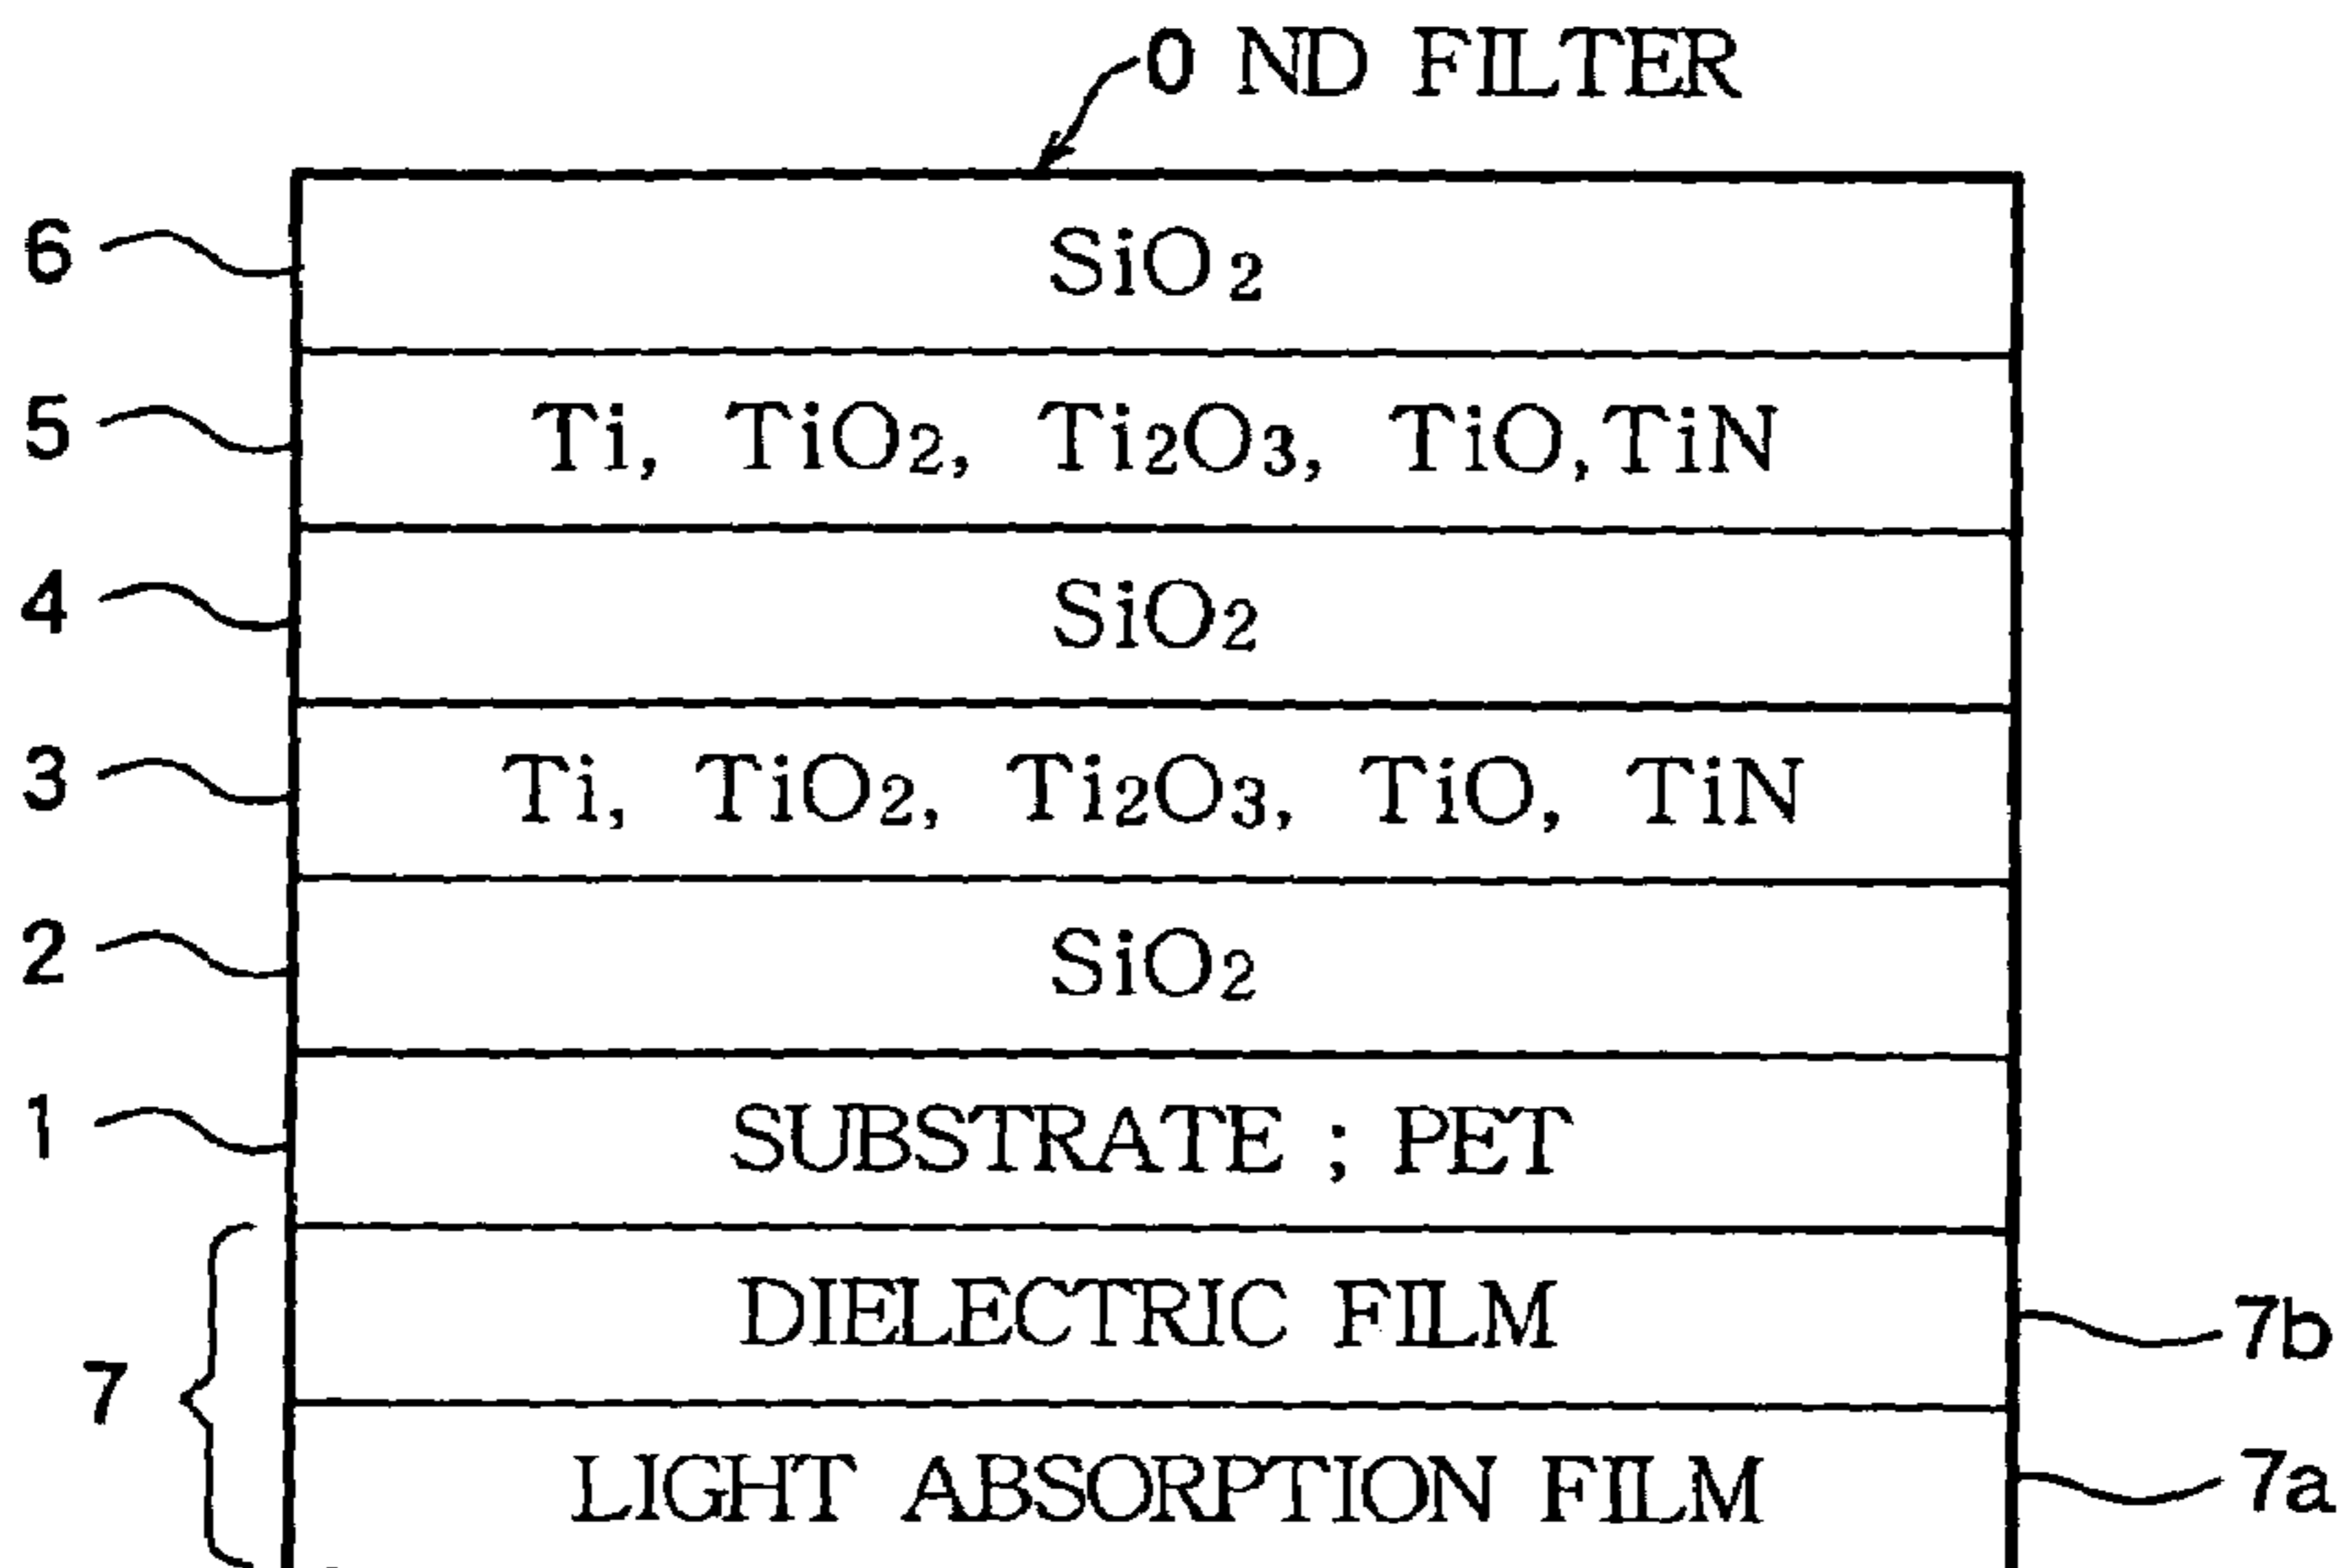 0 ND FILTER
6 SiO2
5 Ti, TiO2, Ti2O3, TiO,TiN
4 SiO2
3 Ti, TiO2, Ti2O3, TiO, TiN
2 SiO2
1 SUBSTRATE ; PET
DIELECTRIC FILM 7b
7
LIGHT ABSORPTION FILM 7a